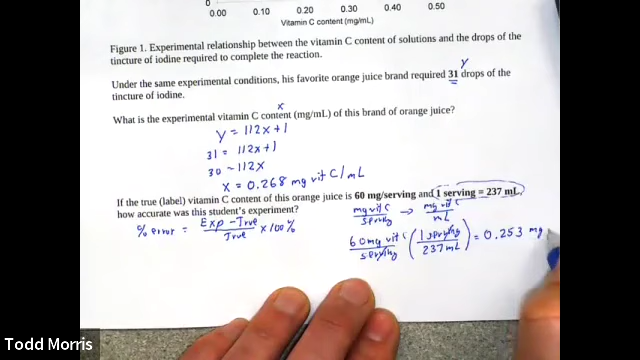 0
0.00 0.10 0.20 0.30 0.40 0.50
Vitamin C content (mg/mL)
Figure 1. Experimental relationship between the vitamin C content of solutions and the drops of the
tincture of iodine required to complete the reaction.
y
Under the same experimental conditions, his favorite orange juice brand required 31 drops of the
tincture of iodine.
x
What is the experimental vitamin C content (mg/mL) of this brand of orange juice?
y = 112x + 1
31 = 112x + 1
30 = 112x
x = 0.268 mg vit C/mL
If the true (label) vitamin C content of this orange juice is 60 mg/serving and 1 serving = 237 mL,
how accurate was this student's experiment?
mg vit C / serving → mg vit C / mL
% error = Exp - True / True x 100%
60 mg vit C / serving ( 1 serving / 237 mL ) = 0.253 mg
Todd Morris